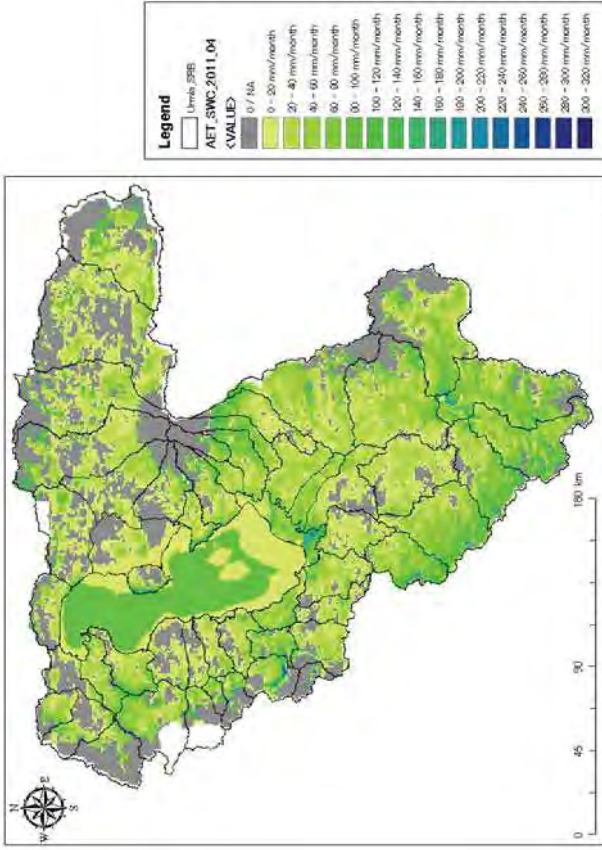 N
W E
S
0 45 90 180 km
Legend
Urmia_SRB
AET_SWC_2011_04
<VALUE>
0 / NA
0 - 20 mm/month
20 - 40 mm/month
40 - 60 mm/month
60 - 80 mm/month
80 - 100 mm/month
100 - 120 mm/month
120 - 140 mm/month
140 - 160 mm/month
160 - 180 mm/month
180 - 200 mm/month
200 - 220 mm/month
220 - 240 mm/month
240 - 260 mm/month
260 - 280 mm/month
280 - 300 mm/month
300 - 320 mm/month